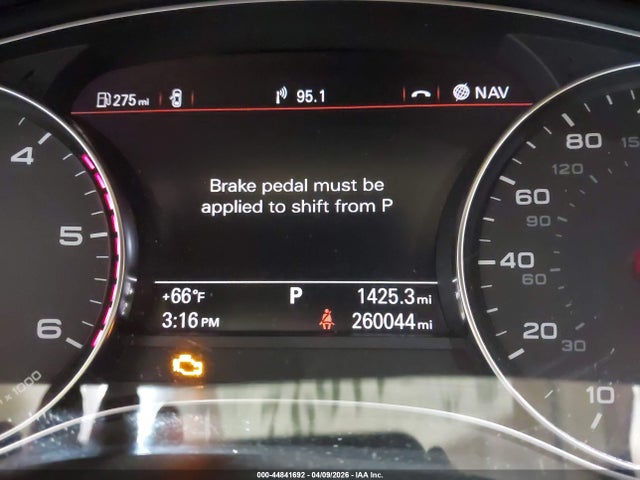 275 mi
95.1
NAV
Brake pedal must be
applied to shift from P
+66°F
P
1425.3 mi
3:16 PM
260044 mi
4
5
6
x 1000
80
120
60
90
40
60
20
30
10
000-44841692 - 04/09/2026 - IAA Inc.